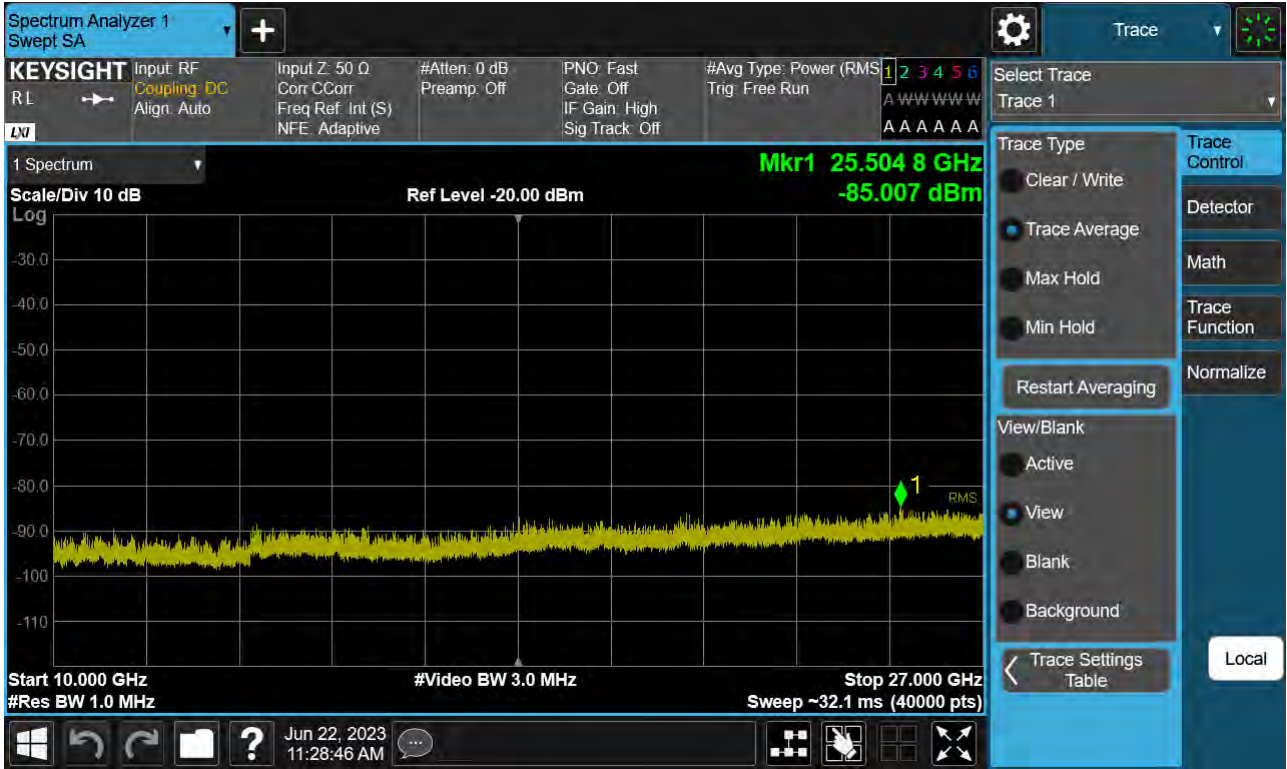 Spectrum Analyzer 1
Swept SA
+
Trace
KEYSIGHT
R L
LXI
Input: RF
Coupling: DC
Align: Auto
Input Z: 50 Ω
Corr CCorr
Freq Ref: Int (S)
NFE: Adaptive
#Atten: 0 dB
Preamp: Off
PNO: Fast
Gate: Off
IF Gain: High
Sig Track: Off
#Avg Type: Power (RMS
Trig: Free Run
1 2 3 4 5 6
A W W W W W
A A A A A A
Select Trace
Trace 1
1 Spectrum
Mkr1 25.504 8 GHz
-85.007 dBm
Scale/Div 10 dB
Ref Level -20.00 dBm
Log
-30.0
-40.0
-50.0
-60.0
-70.0
-80.0
-90.0
-100
-110
1
RMS
Start 10.000 GHz
#Video BW 3.0 MHz
Stop 27.000 GHz
#Res BW 1.0 MHz
Sweep ~32.1 ms (40000 pts)
Trace Type
Clear / Write
Trace Average
Max Hold
Min Hold
Restart Averaging
View/Blank
Active
View
Blank
Background
Trace Settings
Table
Trace
Control
Detector
Math
Trace
Function
Normalize
Local
?
Jun 22, 2023
11:28:46 AM